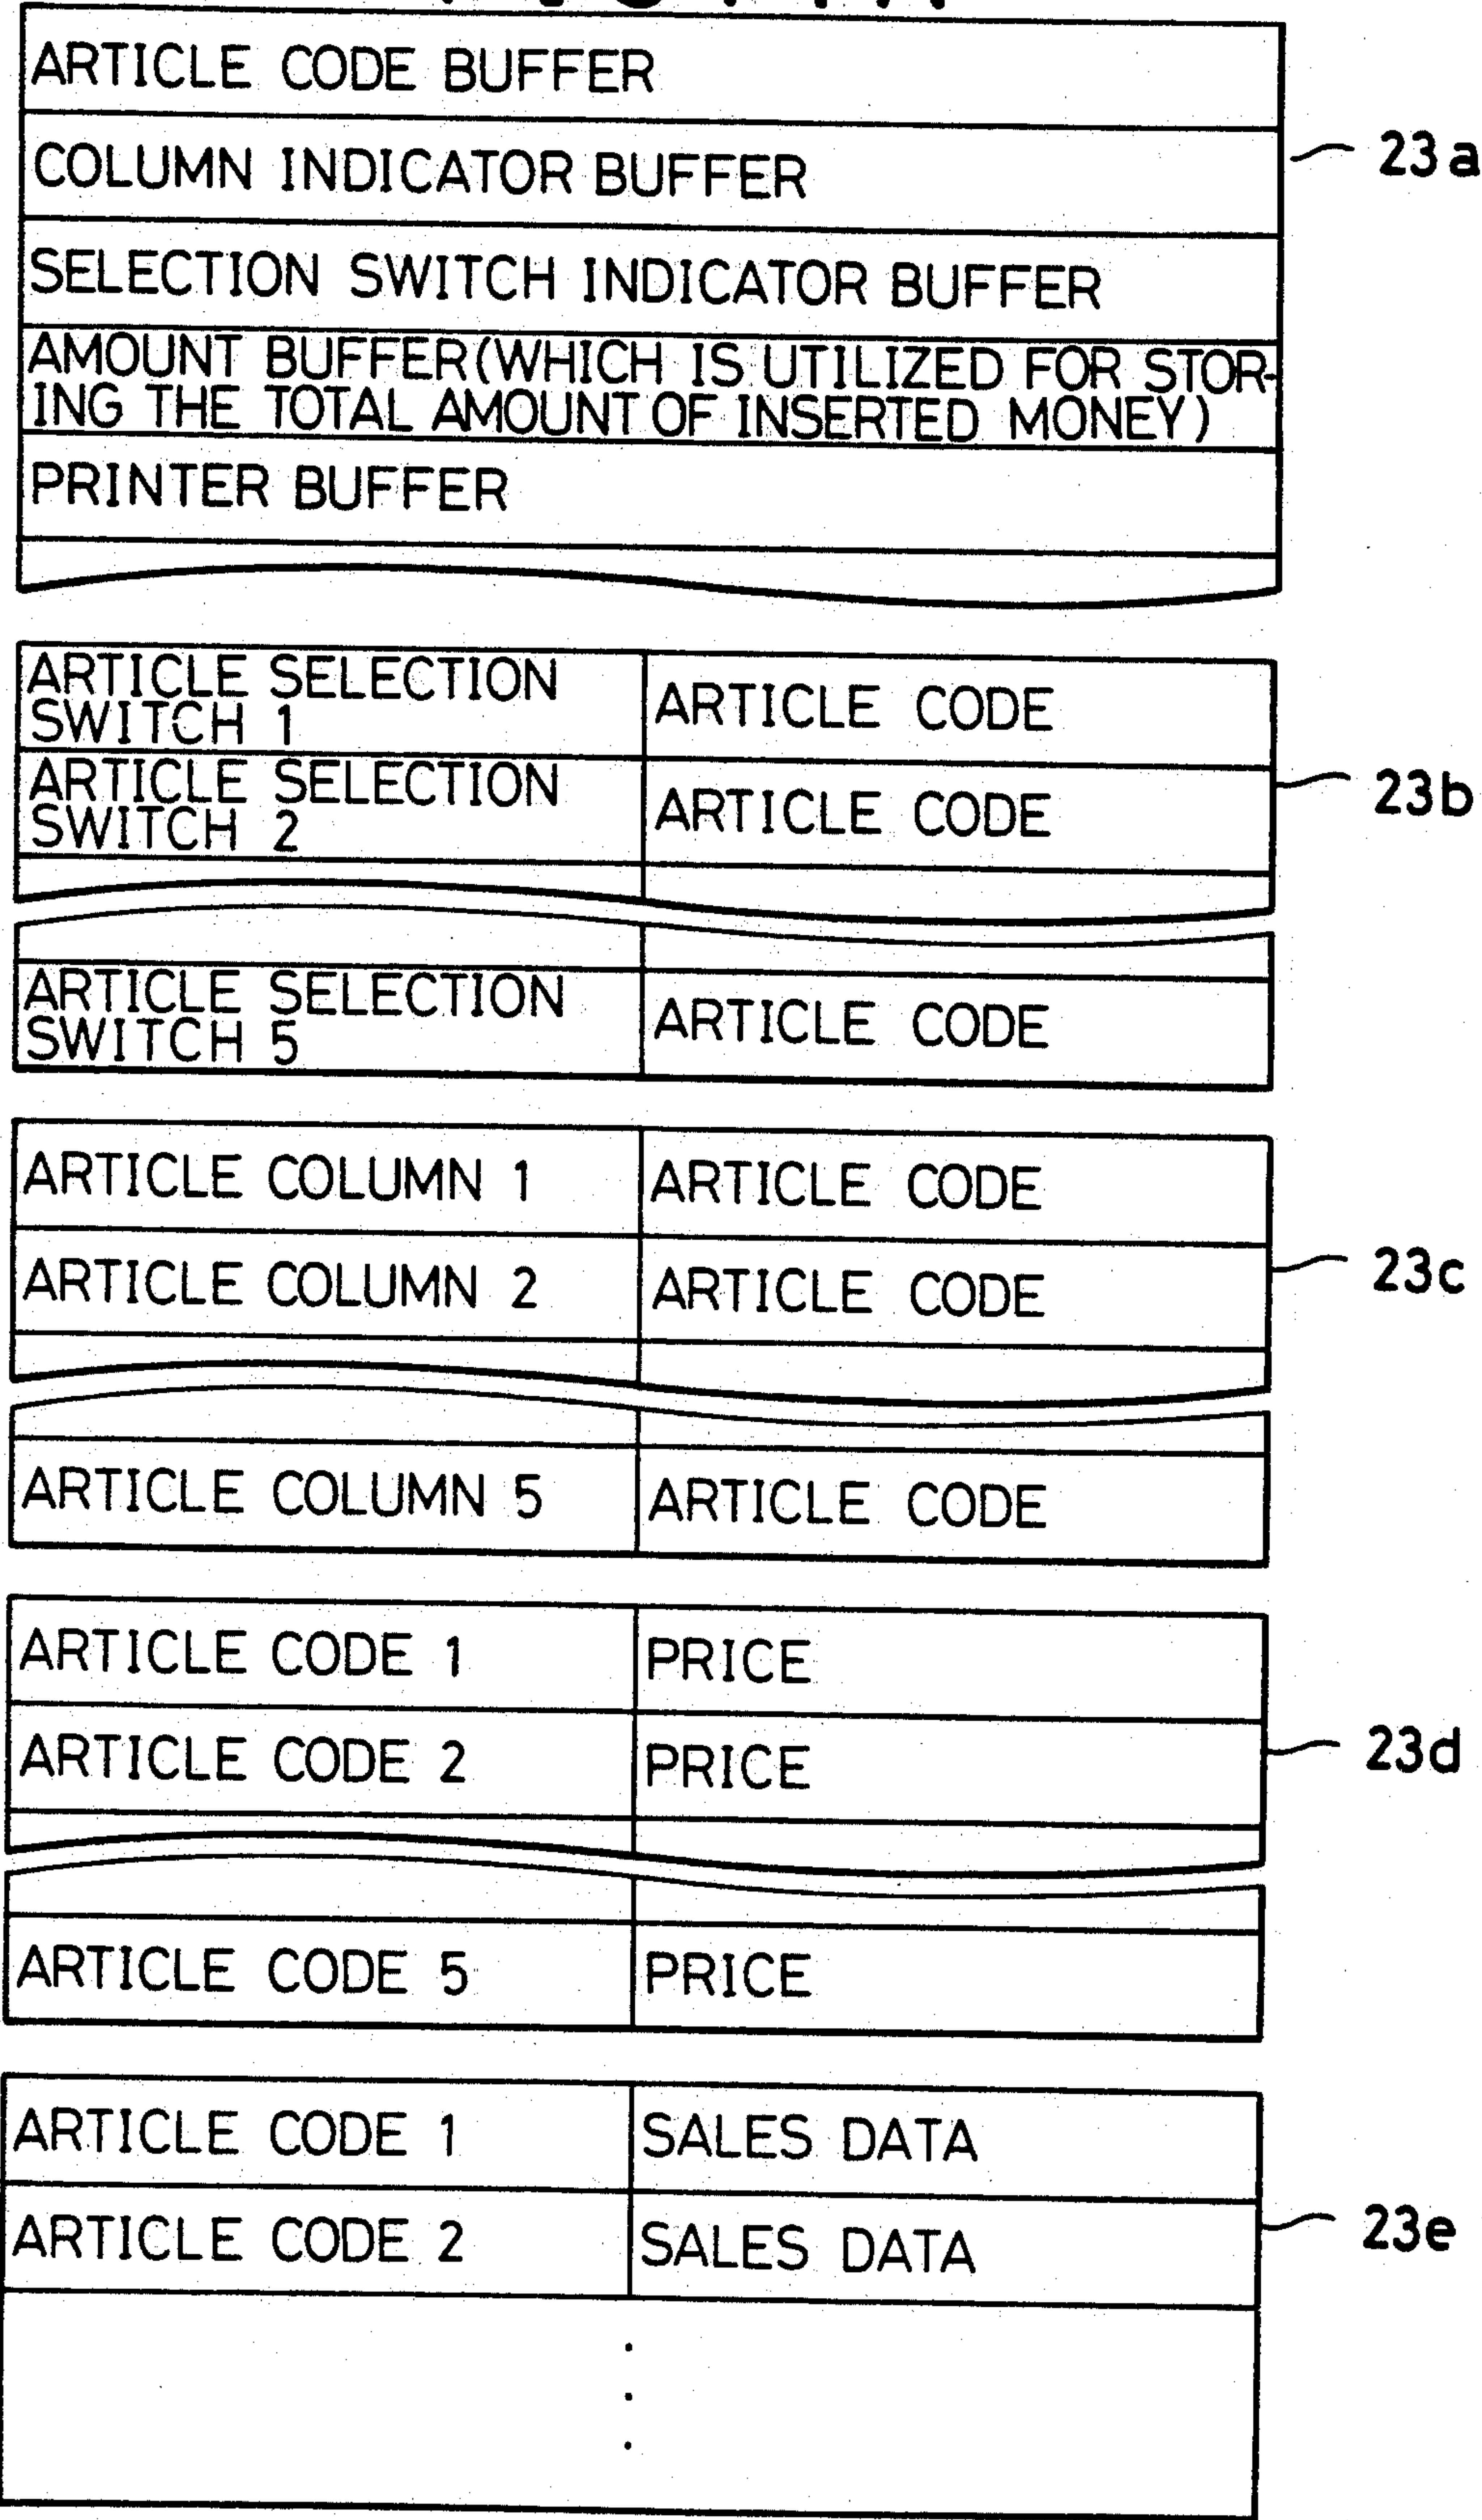 ARTICLE CODE BUFFER
COLUMN INDICATOR BUFFER
23a
SELECTION SWITCH INDICATOR BUFFER
AMOUNT BUFFER(WHICH IS UTILIZED FOR STOR-
ING THE TOTAL AMOUNT OF INSERTED MONEY)
PRINTER BUFFER
ARTICLE SELECTION
SWITCH 1
ARTICLE CODE
ARTICLE SELECTION
SWITCH 2
ARTICLE CODE
23b
ARTICLE SELECTION
SWITCH 5
ARTICLE CODE
ARTICLE COLUMN 1
ARTICLE CODE
ARTICLE COLUMN 2
ARTICLE CODE
23c
ARTICLE COLUMN 5
ARTICLE CODE
ARTICLE CODE 1
PRICE
ARTICLE CODE 2
PRICE
23d
ARTICLE CODE 5
PRICE
ARTICLE CODE 1
SALES DATA
ARTICLE CODE 2
SALES DATA
23e